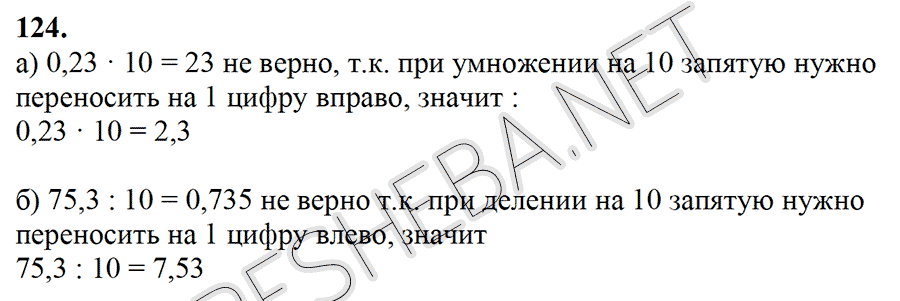 124.
а) 0,23 · 10 = 23 не верно, т.к. при умножении на 10 запятую нужно
переносить на 1 цифру вправо, значит :
0,23 · 10 = 2,3
б) 75,3 : 10 = 0,735 не верно т.к. при делении на 10 запятую нужно
переносить на 1 цифру влево, значит
75,3 : 10 = 7,53
RESHEBA.NET